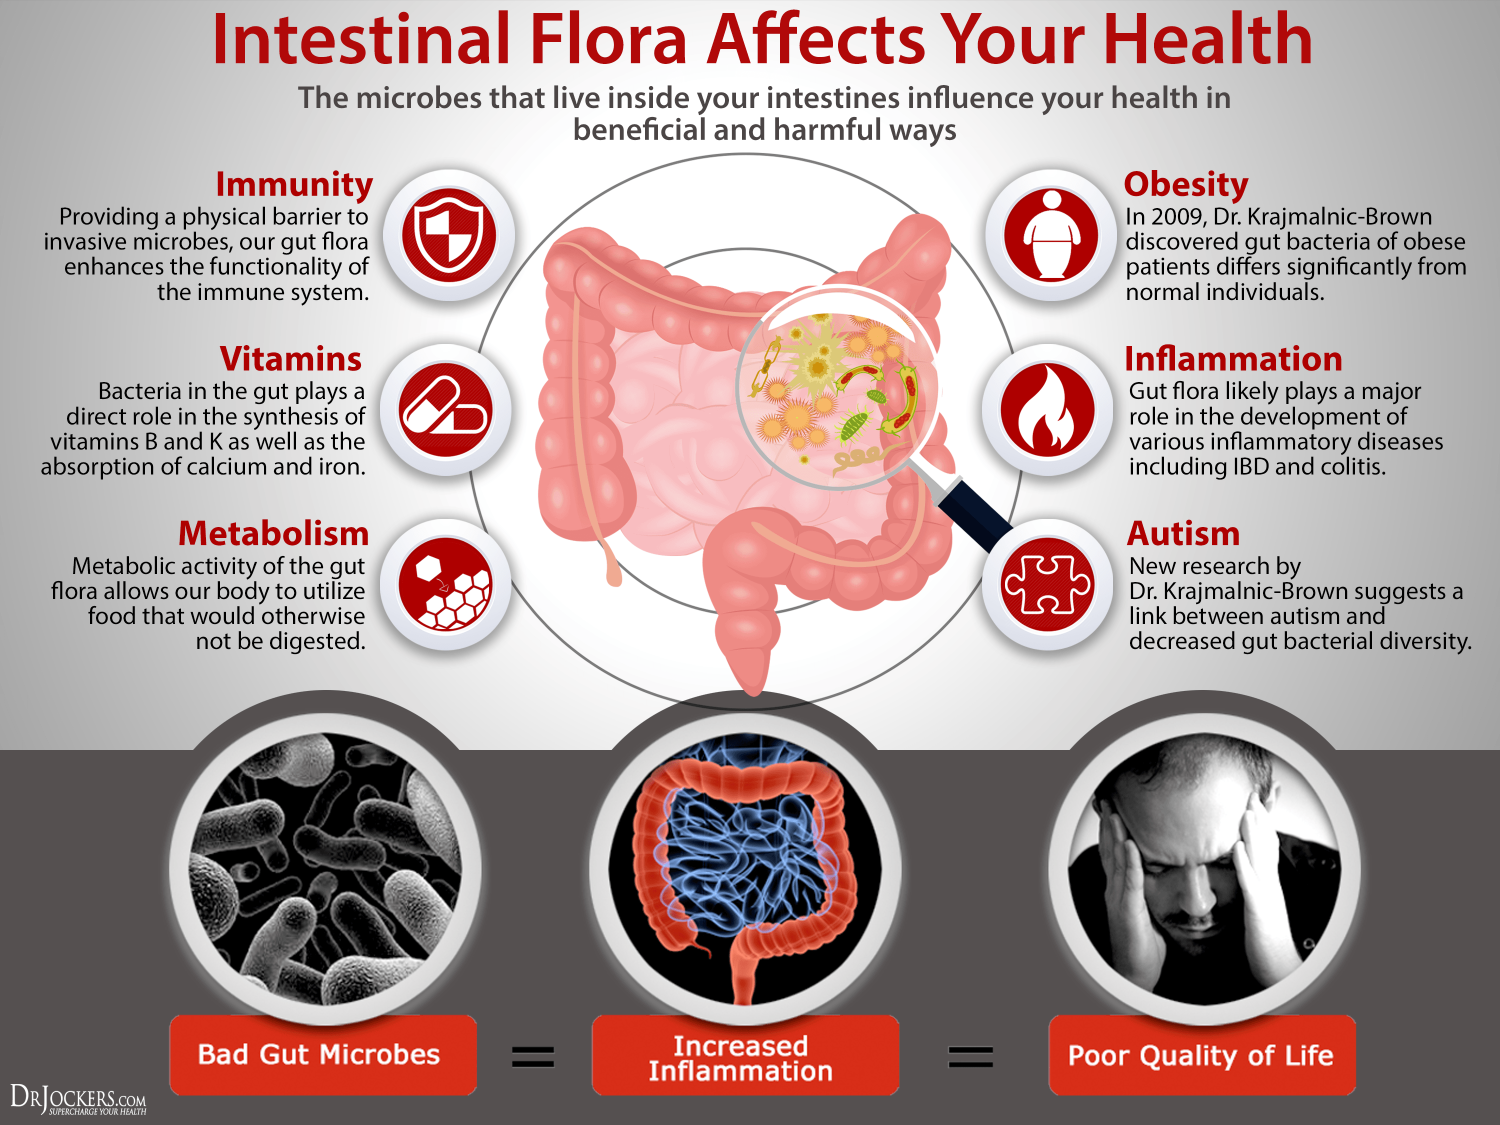 Intestinal Flora Affects Your Health
The microbes that live inside your intestines influence your health in
beneficial and harmful ways
Immunity
Providing a physical barrier to
invasive microbes, our gut flora
enhances the functionality of
the immune system.
Vitamins
Bacteria in the gut plays a
direct role in the synthesis of
vitamins B and K as well as the
absorption of calcium and iron.
Metabolism
Metabolic activity of the gut
flora allows our body to utilize
food that would otherwise
not be digested.
Obesity
In 2009, Dr. Krajmalnic-Brown
discovered gut bacteria of obese
patients differs significantly from
normal individuals.
Inflammation
Gut flora likely plays a major
role in the development of
various inflammatory diseases
including IBD and colitis.
Autism
New research by
Dr. Krajmalnic-Brown suggests a
link between autism and
decreased gut bacterial diversity.
Bad Gut Microbes
=
Increased
Inflammation
=
Poor Quality of Life
DRJOCKERS.COM
SUPERCHARGE YOUR HEALTH